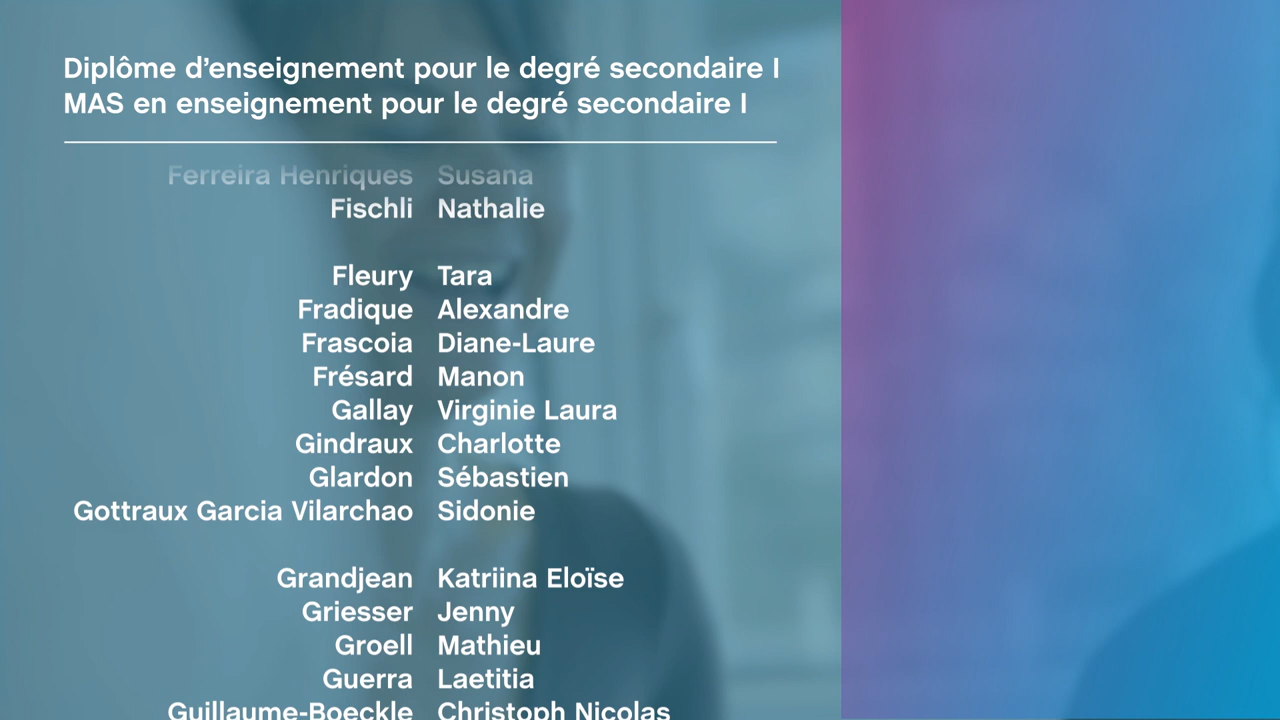 Diplôme d’enseignement pour le degré secondaire I
MAS en enseignement pour le degré secondaire I
Ferreira Henriques Susana
Fischli Nathalie
Fleury Tara
Fradique Alexandre
Frascoia Diane-Laure
Frésard Manon
Gallay Virginie Laura
Gindraux Charlotte
Glardon Sébastien
Gottraux Garcia Vilarchao Sidonie
Grandjean Katriina Eloïse
Griesser Jenny
Groell Mathieu
Guerra Laetitia
Guillaume-Boeckle Christoph Nicolas